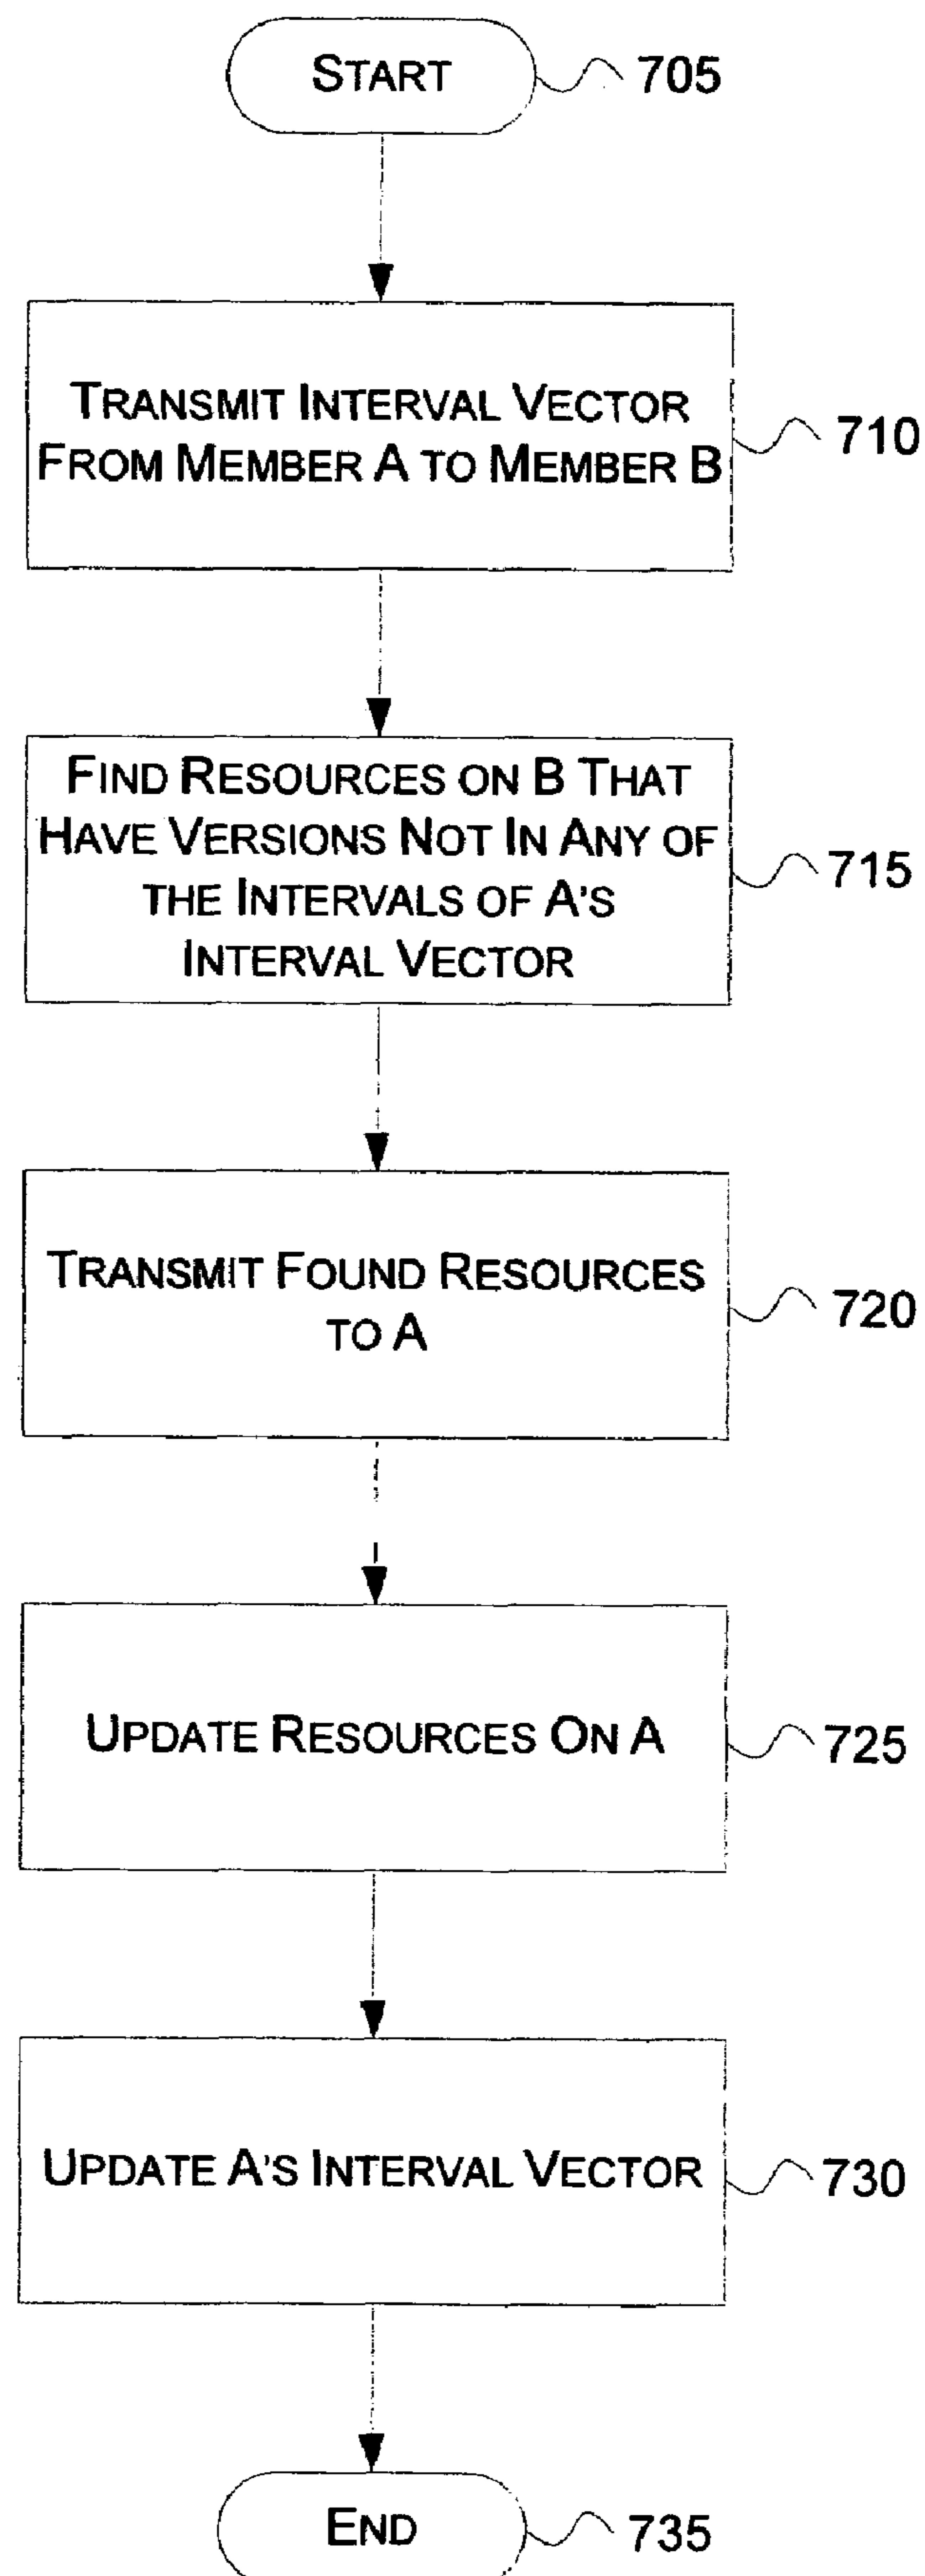 START
705
TRANSMIT INTERVAL VECTOR
FROM MEMBER A TO MEMBER B
710
FIND RESOURCES ON B THAT
HAVE VERSIONS NOT IN ANY OF
THE INTERVALS OF A'S
INTERVAL VECTOR
715
TRANSMIT FOUND RESOURCES
TO A
720
UPDATE RESOURCES ON A
725
UPDATE A'S INTERVAL VECTOR
730
END
735